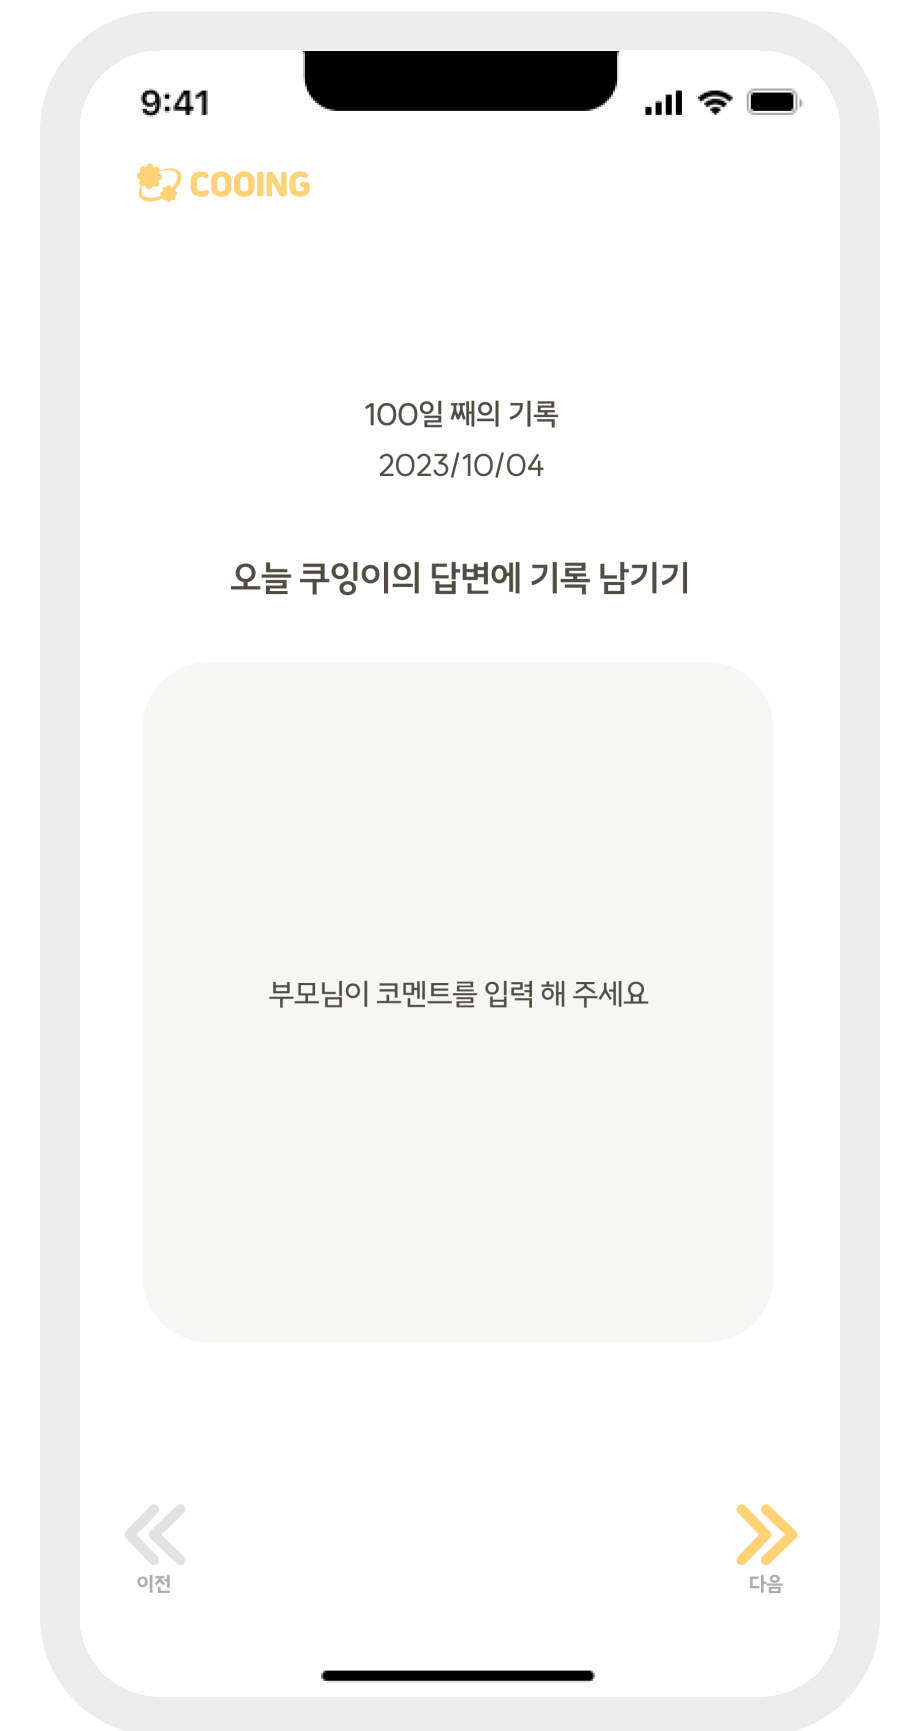 9:41
COOING
100일 째의 기록
2023/10/04
오늘 쿠잉이의 답변에 기록 남기기
부모님이 코멘트를 입력 해 주세요
이전
다음